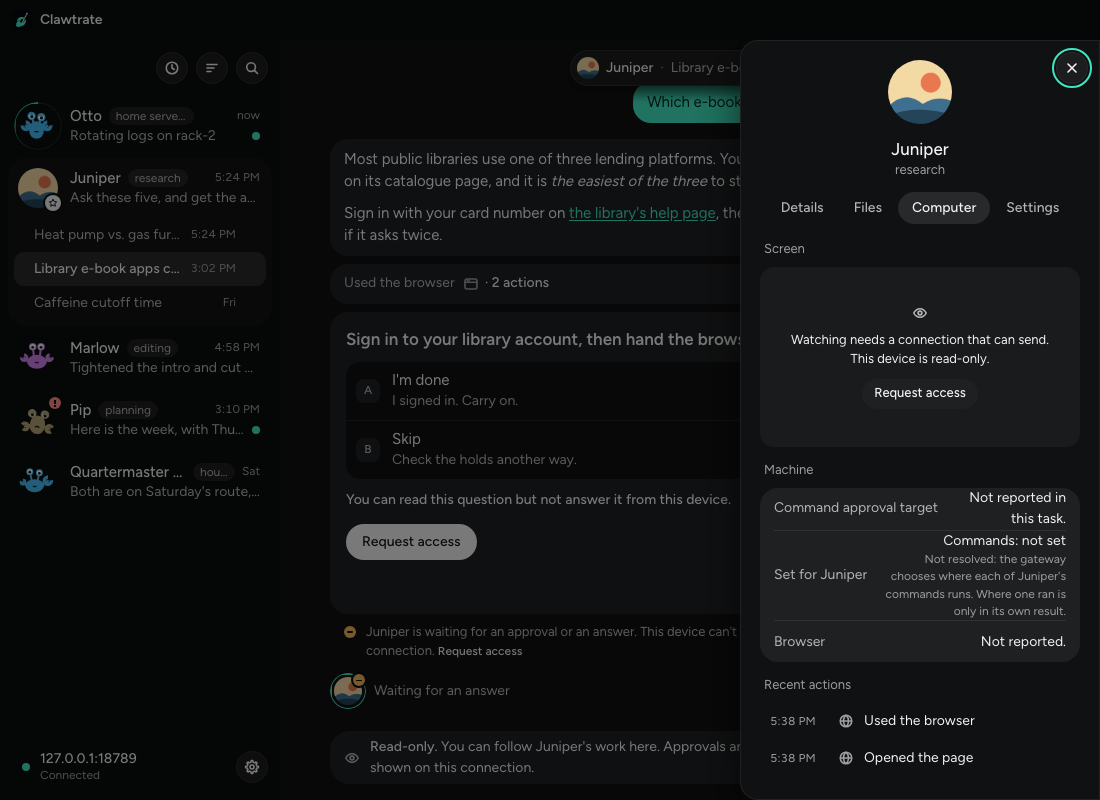 Clawtrate
Otto home serve... now
Rotating logs on rack-2
Juniper research 5:24 PM
Ask these five, and get the a...
Heat pump vs. gas fur... 5:24 PM
Library e-book apps c... 3:02 PM
Caffeine cutoff time Fri
Marlow editing 4:58 PM
Tightened the intro and cut ...
Pip planning 3:10 PM
Here is the week, with Thu...
Quartermaster ... hou... Sat
Both are on Saturday's route,...
127.0.0.1:18789
Connected
Juniper · Library e-b
Which e-book
Most public libraries use one of three lending platforms. You
on its catalogue page, and it is the easiest of the three to st
Sign in with your card number on the library's help page, the
if it asks twice.
Used the browser · 2 actions
Sign in to your library account, then hand the brows
A I'm done
I signed in. Carry on.
B Skip
Check the holds another way.
You can read this question but not answer it from this device.
Request access
Juniper is waiting for an approval or an answer. This device can't
connection. Request access
Waiting for an answer
Read-only. You can follow Juniper's work here. Approvals ar
shown on this connection.
Juniper
research
Details Files Computer Settings
Screen
Watching needs a connection that can send.
This device is read-only.
Request access
Machine
Command approval target Not reported in
this task.
Set for Juniper Commands: not set
Not resolved: the gateway
chooses where each of Juniper's
commands runs. Where one ran is
only in its own result.
Browser Not reported.
Recent actions
5:38 PM Used the browser
5:38 PM Opened the page